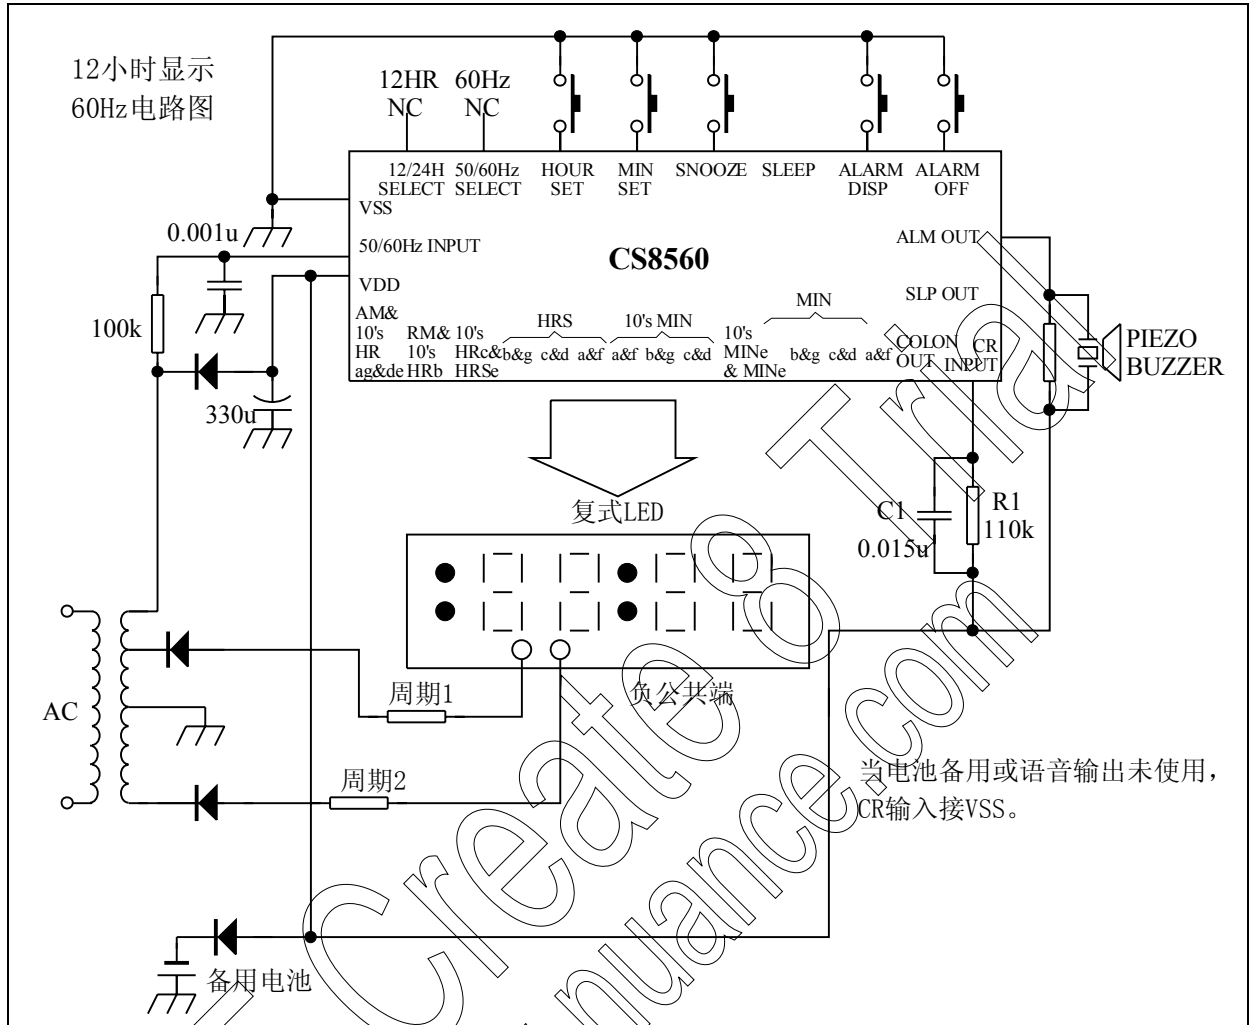 12小时显示
60Hz电路图
12HR
NC
60Hz
NC
12/24H
SELECT
50/60Hz
SELECT
HOUR
SET
MIN
SET
SNOOZE
SLEEP
ALARM
DISP
ALARM
OFF
VSS
0.001u
50/60Hz INPUT
CS8560
ALM OUT
VDD
SLP OUT
100k
AM&
10's
HR
ag&de
RM&
10's
HRb
10's
HRc&
HRSe
HRS
b&g c&d a&f
10's MIN
a&f b&g c&d
10's
MINe
& MINe
MIN
b&g c&d a&f
COLON
OUT
CR
INPUT
PIEZO
BUZZER
330u
复式LED
C1
0.015u
R1
110k
周期1
负公共端
AC
周期2
当电池备用或语音输出未使用，
CR输入接VSS。
备用电池
Create 8 Trial
nuance.com